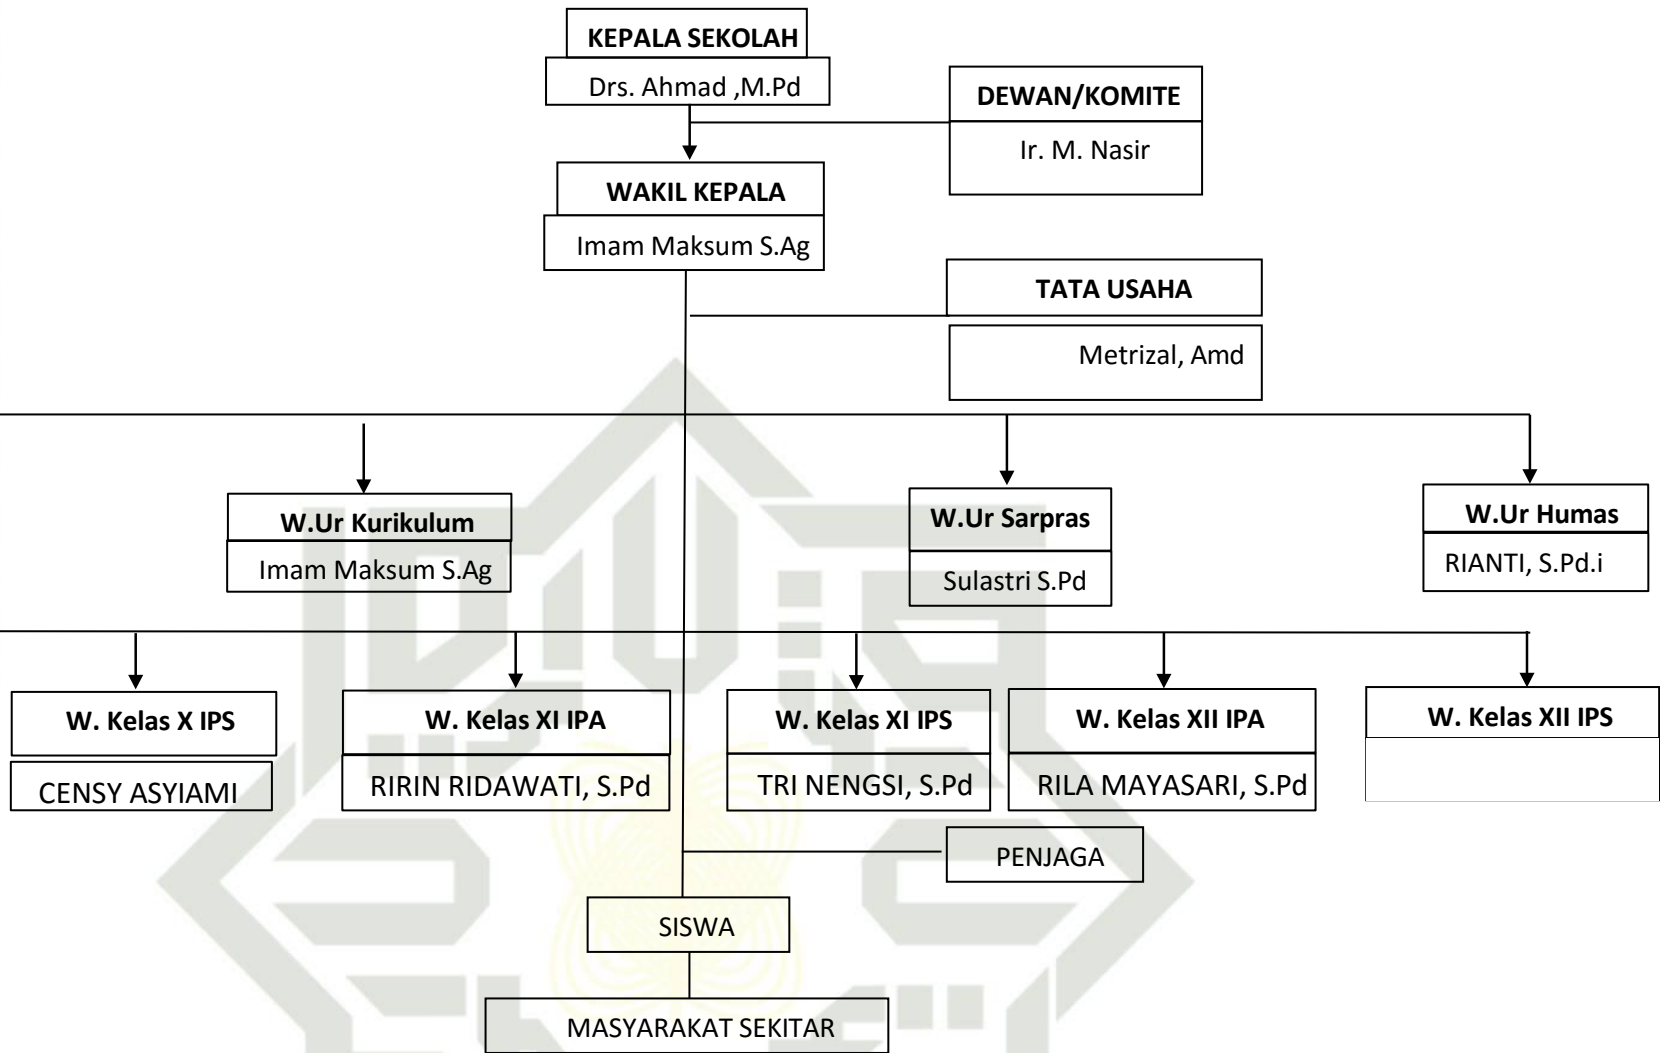 KEPALA SEKOLAH
Drs. Ahmad ,M.Pd
DEWAN/KOMITE
Ir. M. Nasir
WAKIL KEPALA
Imam Maksum S.Ag
TATA USAHA
Metrizal, Amd
W.Ur Kurikulum
Imam Maksum S.Ag
W.Ur Sarpras
Sulastri S.Pd
W.Ur Humas
RIANTI, S.Pd.i
W. Kelas X IPS
CENSY ASYIAMI
W. Kelas XI IPA
RIRIN RIDAWATI, S.Pd
W. Kelas XI IPS
TRI NENGSI, S.Pd
W. Kelas XII IPA
RILA MAYASARI, S.Pd
W. Kelas XII IPS
PENJAGA
SISWA
MASYARAKAT SEKITAR